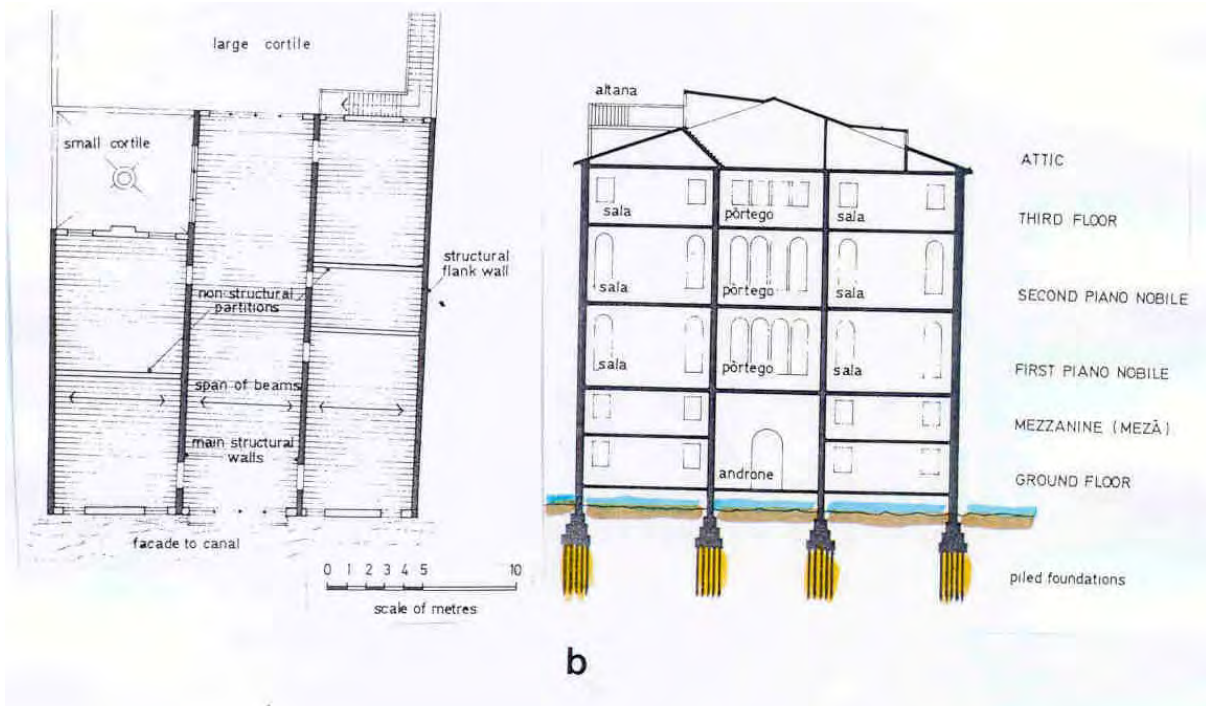 large cortile
small cortile
structural
flank wall
non-structural
partitions
span of beams
main structural
walls
facade to canal
0 1 2 3 4 5 10
scale of metres
altana
ATTIC
sala
pòrtego
sala
THIRD FLOOR
sala
pòrtego
sala
SECOND PIANO NOBILE
sala
pòrtego
sala
FIRST PIANO NOBILE
MEZZANINE (MEZÀ)
androne
GROUND FLOOR
piled foundations
b